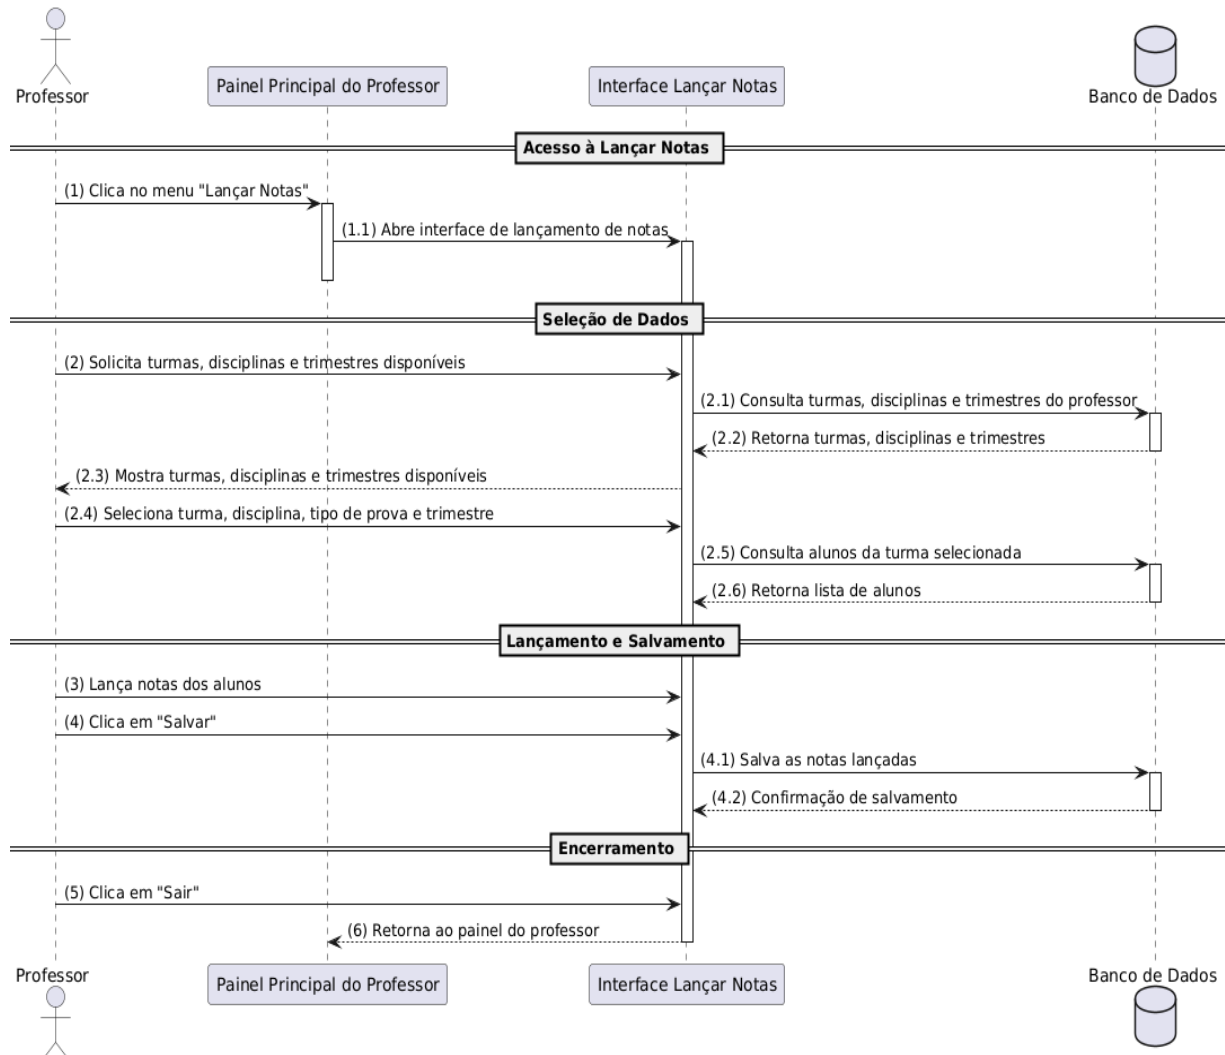 Professor
Painel Principal do Professor
Interface Lançar Notas
Banco de Dados
Acesso à Lançar Notas
(1) Clica no menu "Lançar Notas"
(1.1) Abre interface de lançamento de notas
Seleção de Dados
(2) Solicita turmas, disciplinas e trimestres disponíveis
(2.1) Consulta turmas, disciplinas e trimestres do professor
(2.2) Retorna turmas, disciplinas e trimestres
(2.3) Mostra turmas, disciplinas e trimestres disponíveis
(2.4) Seleciona turma, disciplina, tipo de prova e trimestre
(2.5) Consulta alunos da turma selecionada
(2.6) Retorna lista de alunos
Lançamento e Salvamento
(3) Lança notas dos alunos
(4) Clica em "Salvar"
(4.1) Salva as notas lançadas
(4.2) Confirmação de salvamento
Encerramento
(5) Clica em "Sair"
(6) Retorna ao painel do professor
Professor
Painel Principal do Professor
Interface Lançar Notas
Banco de Dados